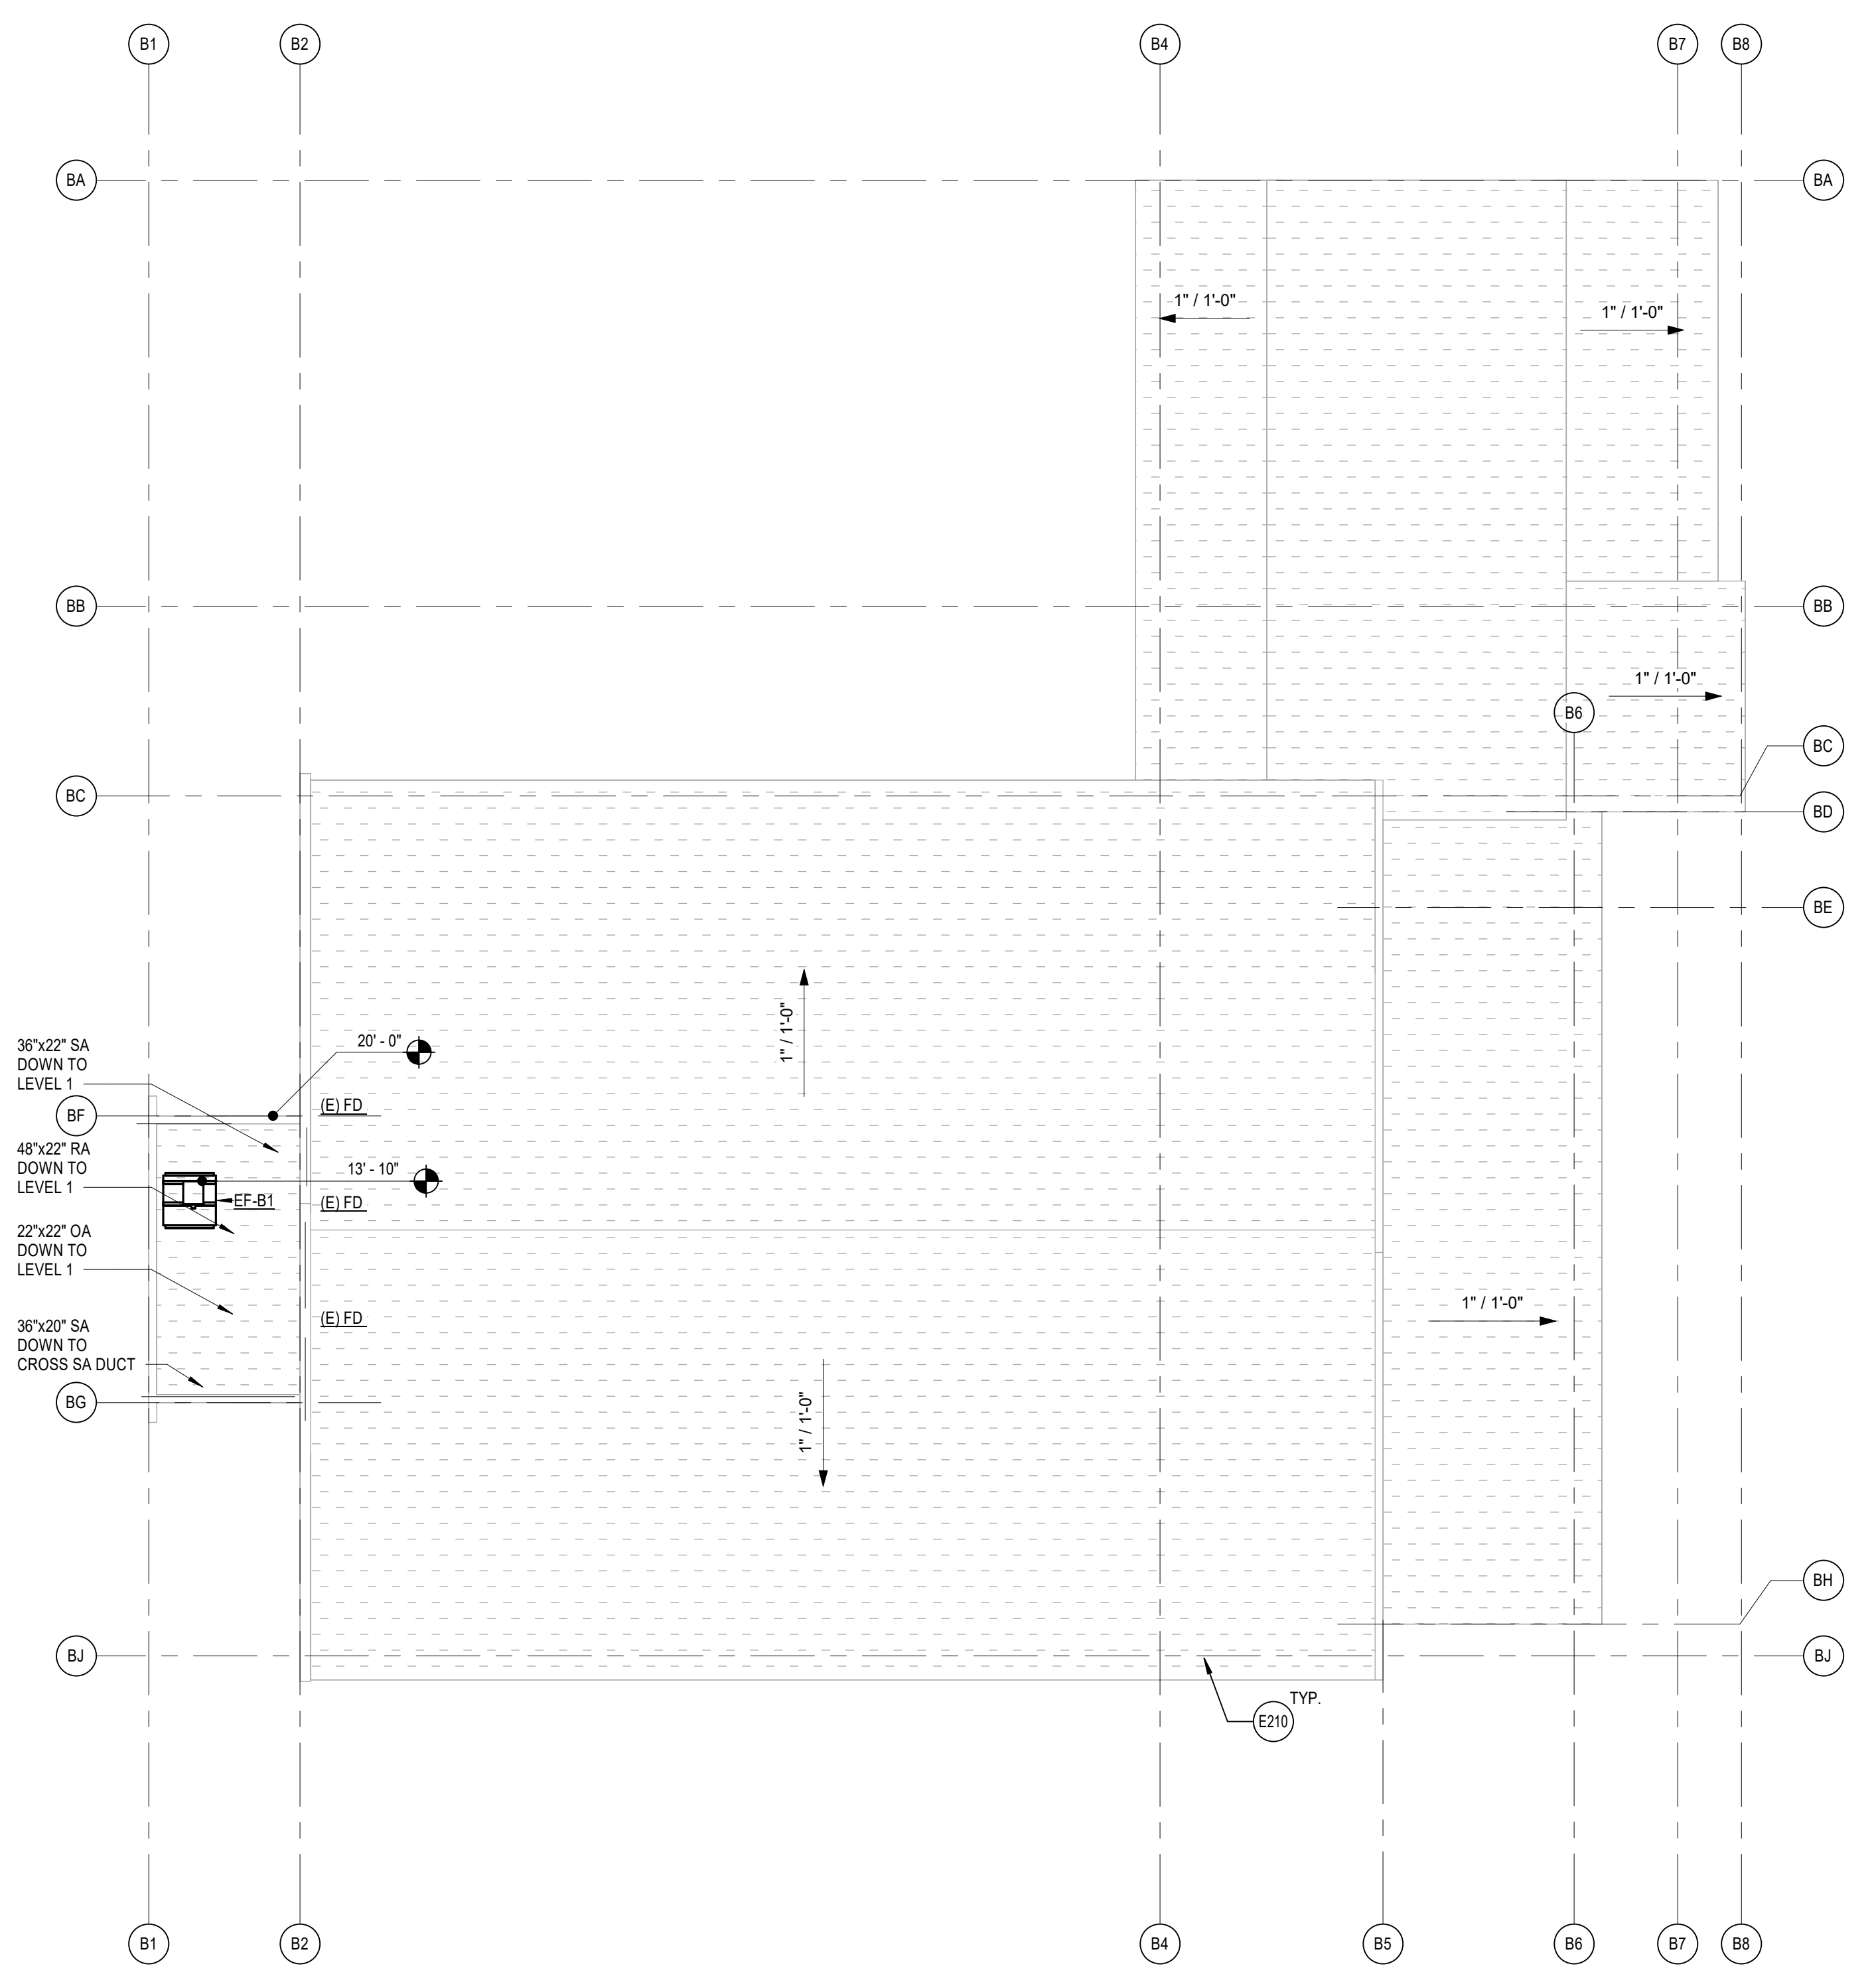 B1
B2
B4
B7
B8
BA
BA
1" / 1'-0"
1" / 1'-0"
BB
BB
1" / 1'-0"
B6
BC
BC
BD
BE
1" / 1'-0"
20' - 0"
36"x22" SA
DOWN TO
LEVEL 1
BF
(E) FD
48"x22" RA
DOWN TO
LEVEL 1
13' - 10"
EF-B1
(E) FD
22"x22" OA
DOWN TO
LEVEL 1
(E) FD
1" / 1'-0"
36"x20" SA
DOWN TO
CROSS SA DUCT
BG
1" / 1'-0"
BH
BJ
BJ
TYP.
E210
B1
B2
B4
B5
B6
B7
B8